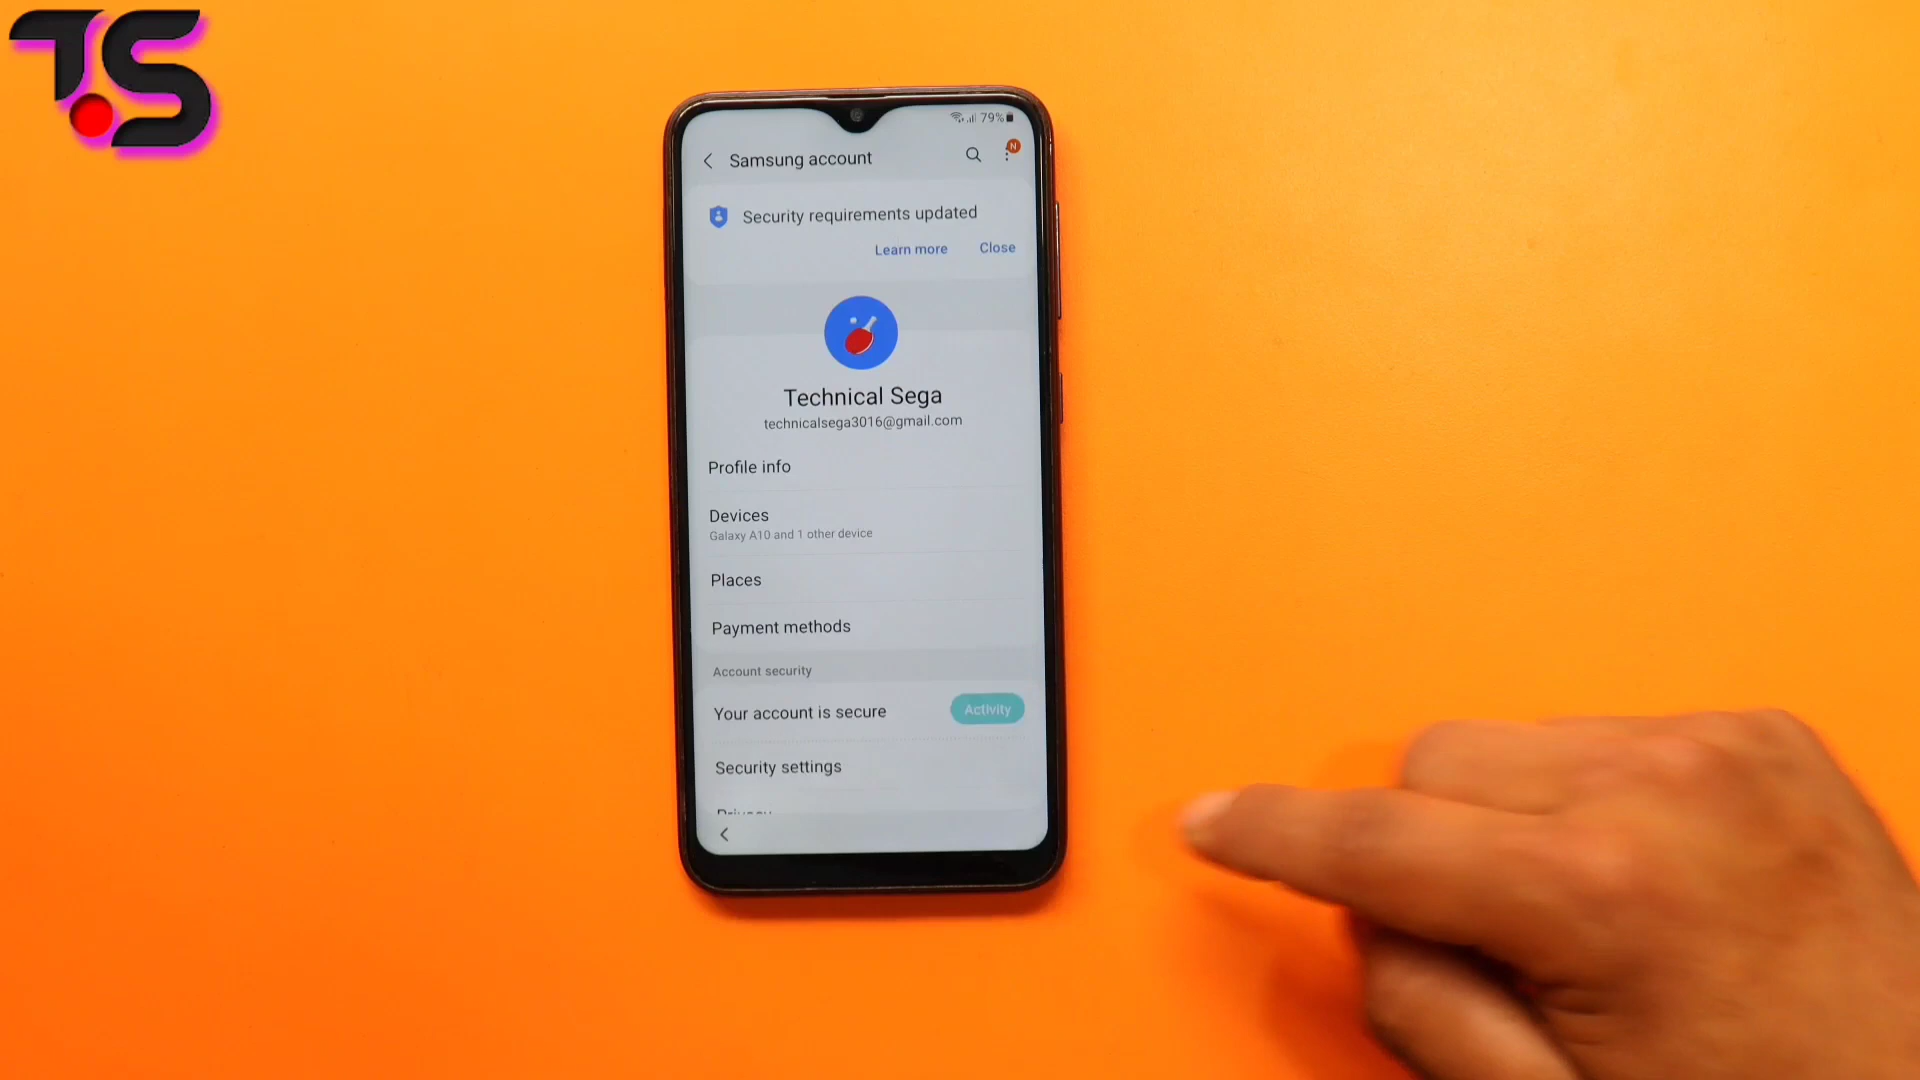 TS
79%
Samsung account
N
Security requirements updated
Learn more Close
Technical Sega
technicalsega3016@gmail.com
Profile info
Devices
Galaxy A10 and 1 other device
Places
Payment methods
Account security
Your account is secure Activity
Security settings
Privacy